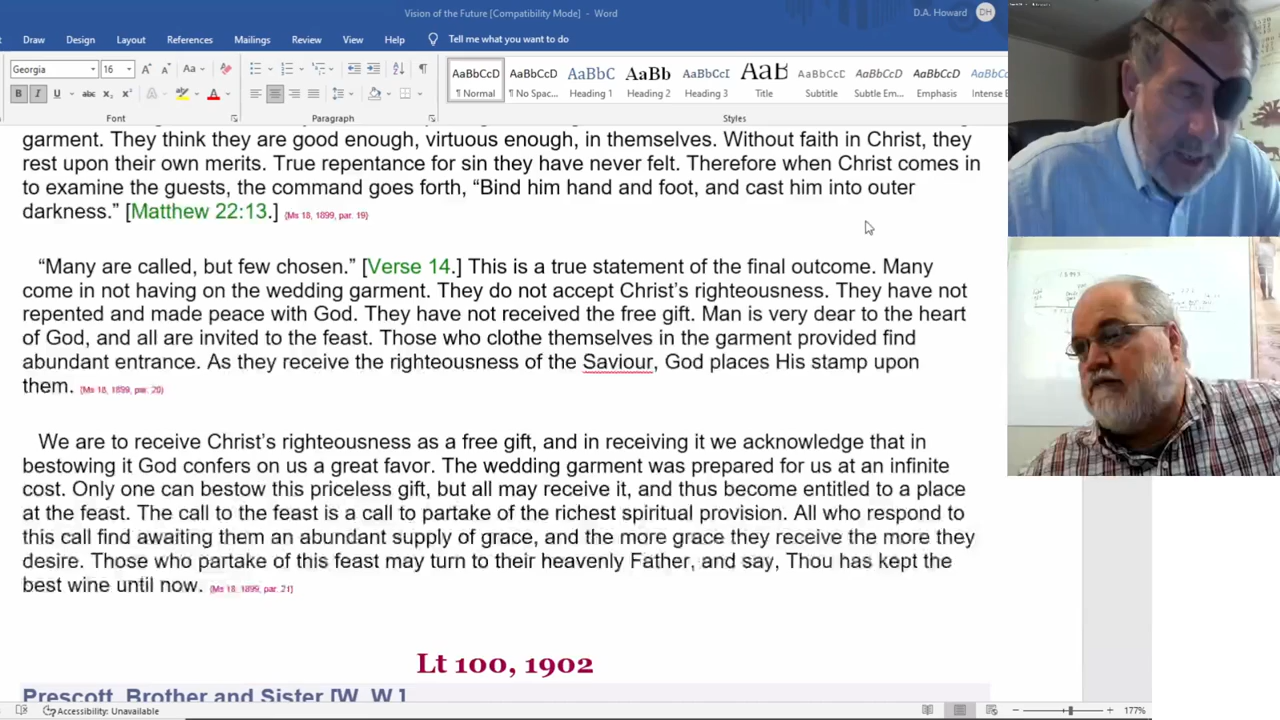 Vision of the Future [Compatibility Mode] - Word
D.A. Howard
DH
Draw Design Layout References Mailings Review View Help Tell me what you want to do
Georgia 16
AaBbCcD AaBbCcD AaBbC AaBb AaBbCcI AaB AaBbCcD AaBbCcD AaBbCcD AaBbC
¶ Normal ¶ No Spac... Heading 1 Heading 2 Heading 3 Title Subtitle Subtle Em... Emphasis Intense E
Font Paragraph Styles
garment. They think they are good enough, virtuous enough, in themselves. Without faith in Christ, they
rest upon their own merits. True repentance for sin they have never felt. Therefore when Christ comes in
to examine the guests, the command goes forth, “Bind him hand and foot, and cast him into outer
darkness.” [Matthew 22:13.] {Ms 18, 1899, par. 19}
“Many are called, but few chosen.” [Verse 14.] This is a true statement of the final outcome. Many
come in not having on the wedding garment. They do not accept Christ’s righteousness. They have not
repented and made peace with God. They have not received the free gift. Man is very dear to the heart
of God, and all are invited to the feast. Those who clothe themselves in the garment provided find
abundant entrance. As they receive the righteousness of the Saviour, God places His stamp upon
them. {Ms 18, 1899, par. 20}
We are to receive Christ’s righteousness as a free gift, and in receiving it we acknowledge that in
bestowing it God confers on us a great favor. The wedding garment was prepared for us at an infinite
cost. Only one can bestow this priceless gift, but all may receive it, and thus become entitled to a place
at the feast. The call to the feast is a call to partake of the richest spiritual provision. All who respond to
this call find awaiting them an abundant supply of grace, and the more grace they receive the more they
desire. Those who partake of this feast may turn to their heavenly Father, and say, Thou has kept the
best wine until now. {Ms 18, 1899, par. 21}
Lt 100, 1902
Prescott, Brother and Sister [W. W.]
Accessibility: Unavailable
177%